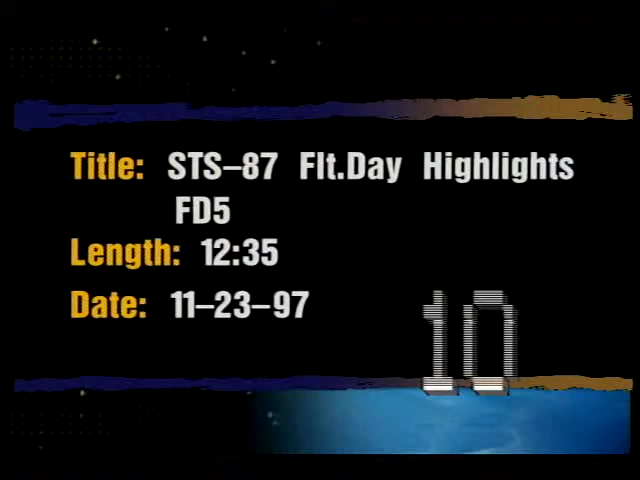 Title: STS–87 Flt.Day Highlights
FD5
Length: 12:35
Date: 11–23–97
10